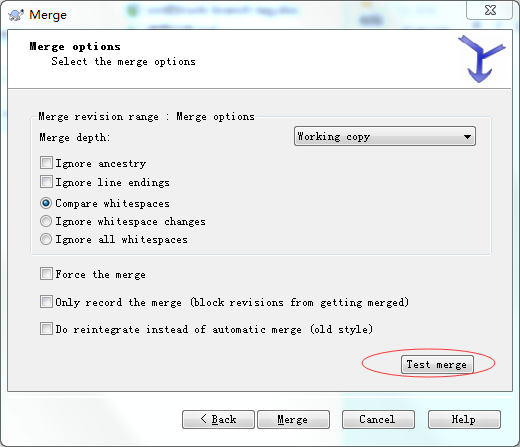 Merge
Merge options
Select the merge options
Merge revision range : Merge options
Merge depth:
Working copy
Ignore ancestry
Ignore line endings
Compare whitespaces
Ignore whitespace changes
Ignore all whitespaces
Force the merge
Only record the merge (block revisions from getting merged)
Do reintegrate instead of automatic merge (old style)
Test merge
< Back
Merge
Cancel
Help